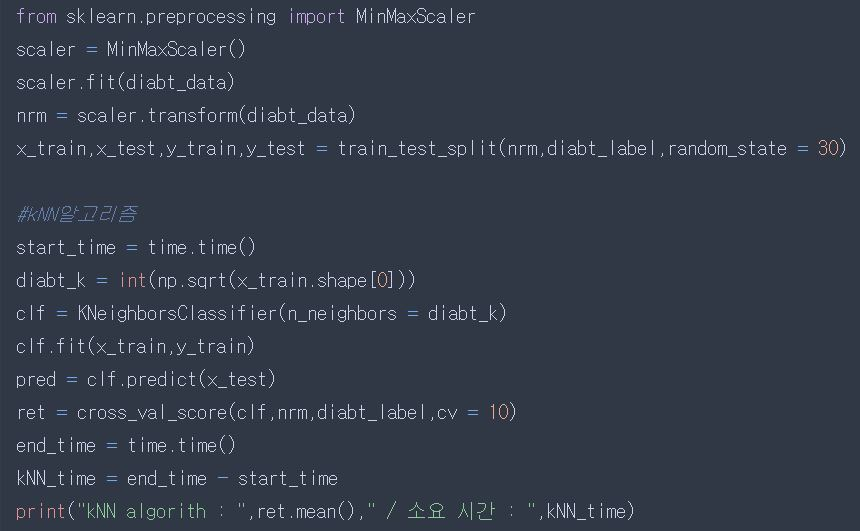 from sklearn.preprocessing import MinMaxScaler
scaler = MinMaxScaler()
scaler.fit(diabt_data)
nrm = scaler.transform(diabt_data)
x_train,x_test,y_train,y_test = train_test_split(nrm,diabt_label,random_state = 30)
#kNN알고리즘
start_time = time.time()
diabt_k = int(np.sqrt(x_train.shape[0]))
clf = KNeighborsClassifier(n_neighbors = diabt_k)
clf.fit(x_train,y_train)
pred = clf.predict(x_test)
ret = cross_val_score(clf,nrm,diabt_label,cv = 10)
end_time = time.time()
kNN_time = end_time - start_time
print("kNN algorith : ",ret.mean()," / 소요 시간 : ",kNN_time)